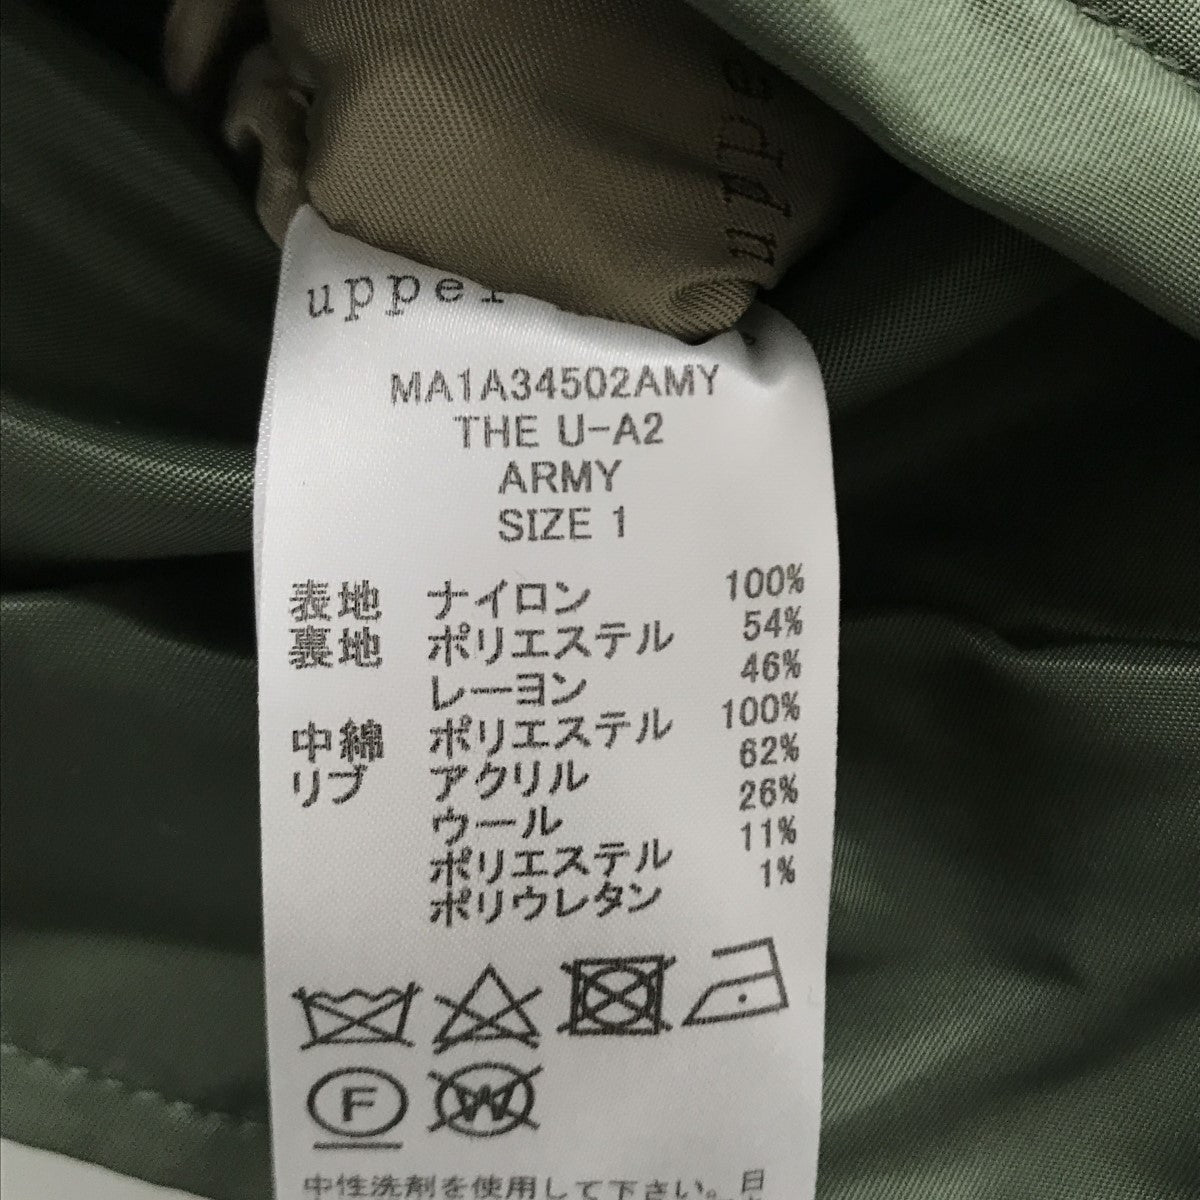 uppe
upper
MA1A34502AMY
THE U-A2
ARMY
SIZE 1
表地 ナイロン 100%
裏地 ポリエステル 54%
レーヨン 46%
中綿 ポリエステル 100%
リブ アクリル 62%
ウール 26%
ポリエステル 11%
ポリウレタン 1%
F W
中性洗剤を使用して下さい。日